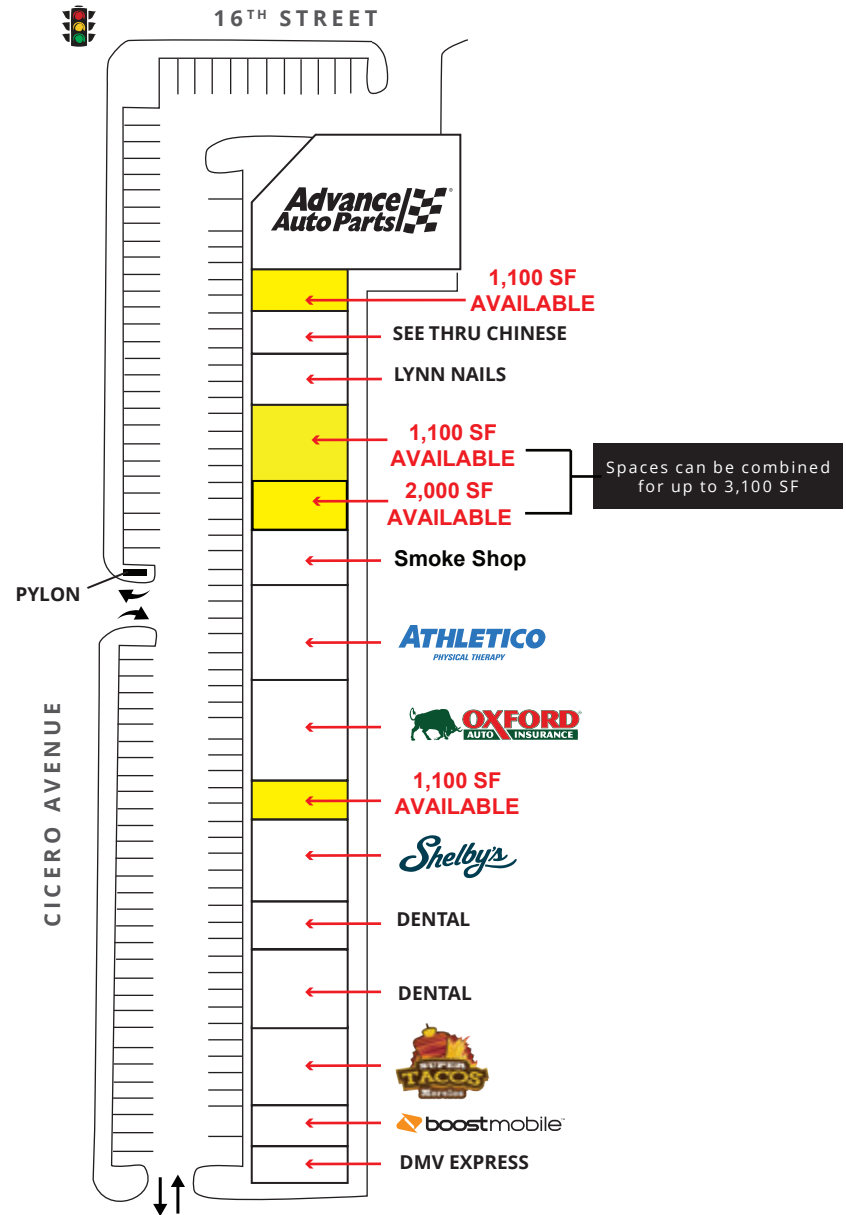 16TH STREET
Advance
Auto Parts
1,100 SF
AVAILABLE
SEE THRU CHINESE
LYNN NAILS
1,100 SF
AVAILABLE
2,000 SF
AVAILABLE
Spaces can be combined
for up to 3,100 SF
Smoke Shop
PYLON
ATHLETICO
PHYSICAL THERAPY
OXFORD
AUTO INSURANCE
CICERO AVENUE
1,100 SF
AVAILABLE
Shelby's
DENTAL
DENTAL
SUPER
TACOS
Morelos
boostmobile
DMV EXPRESS